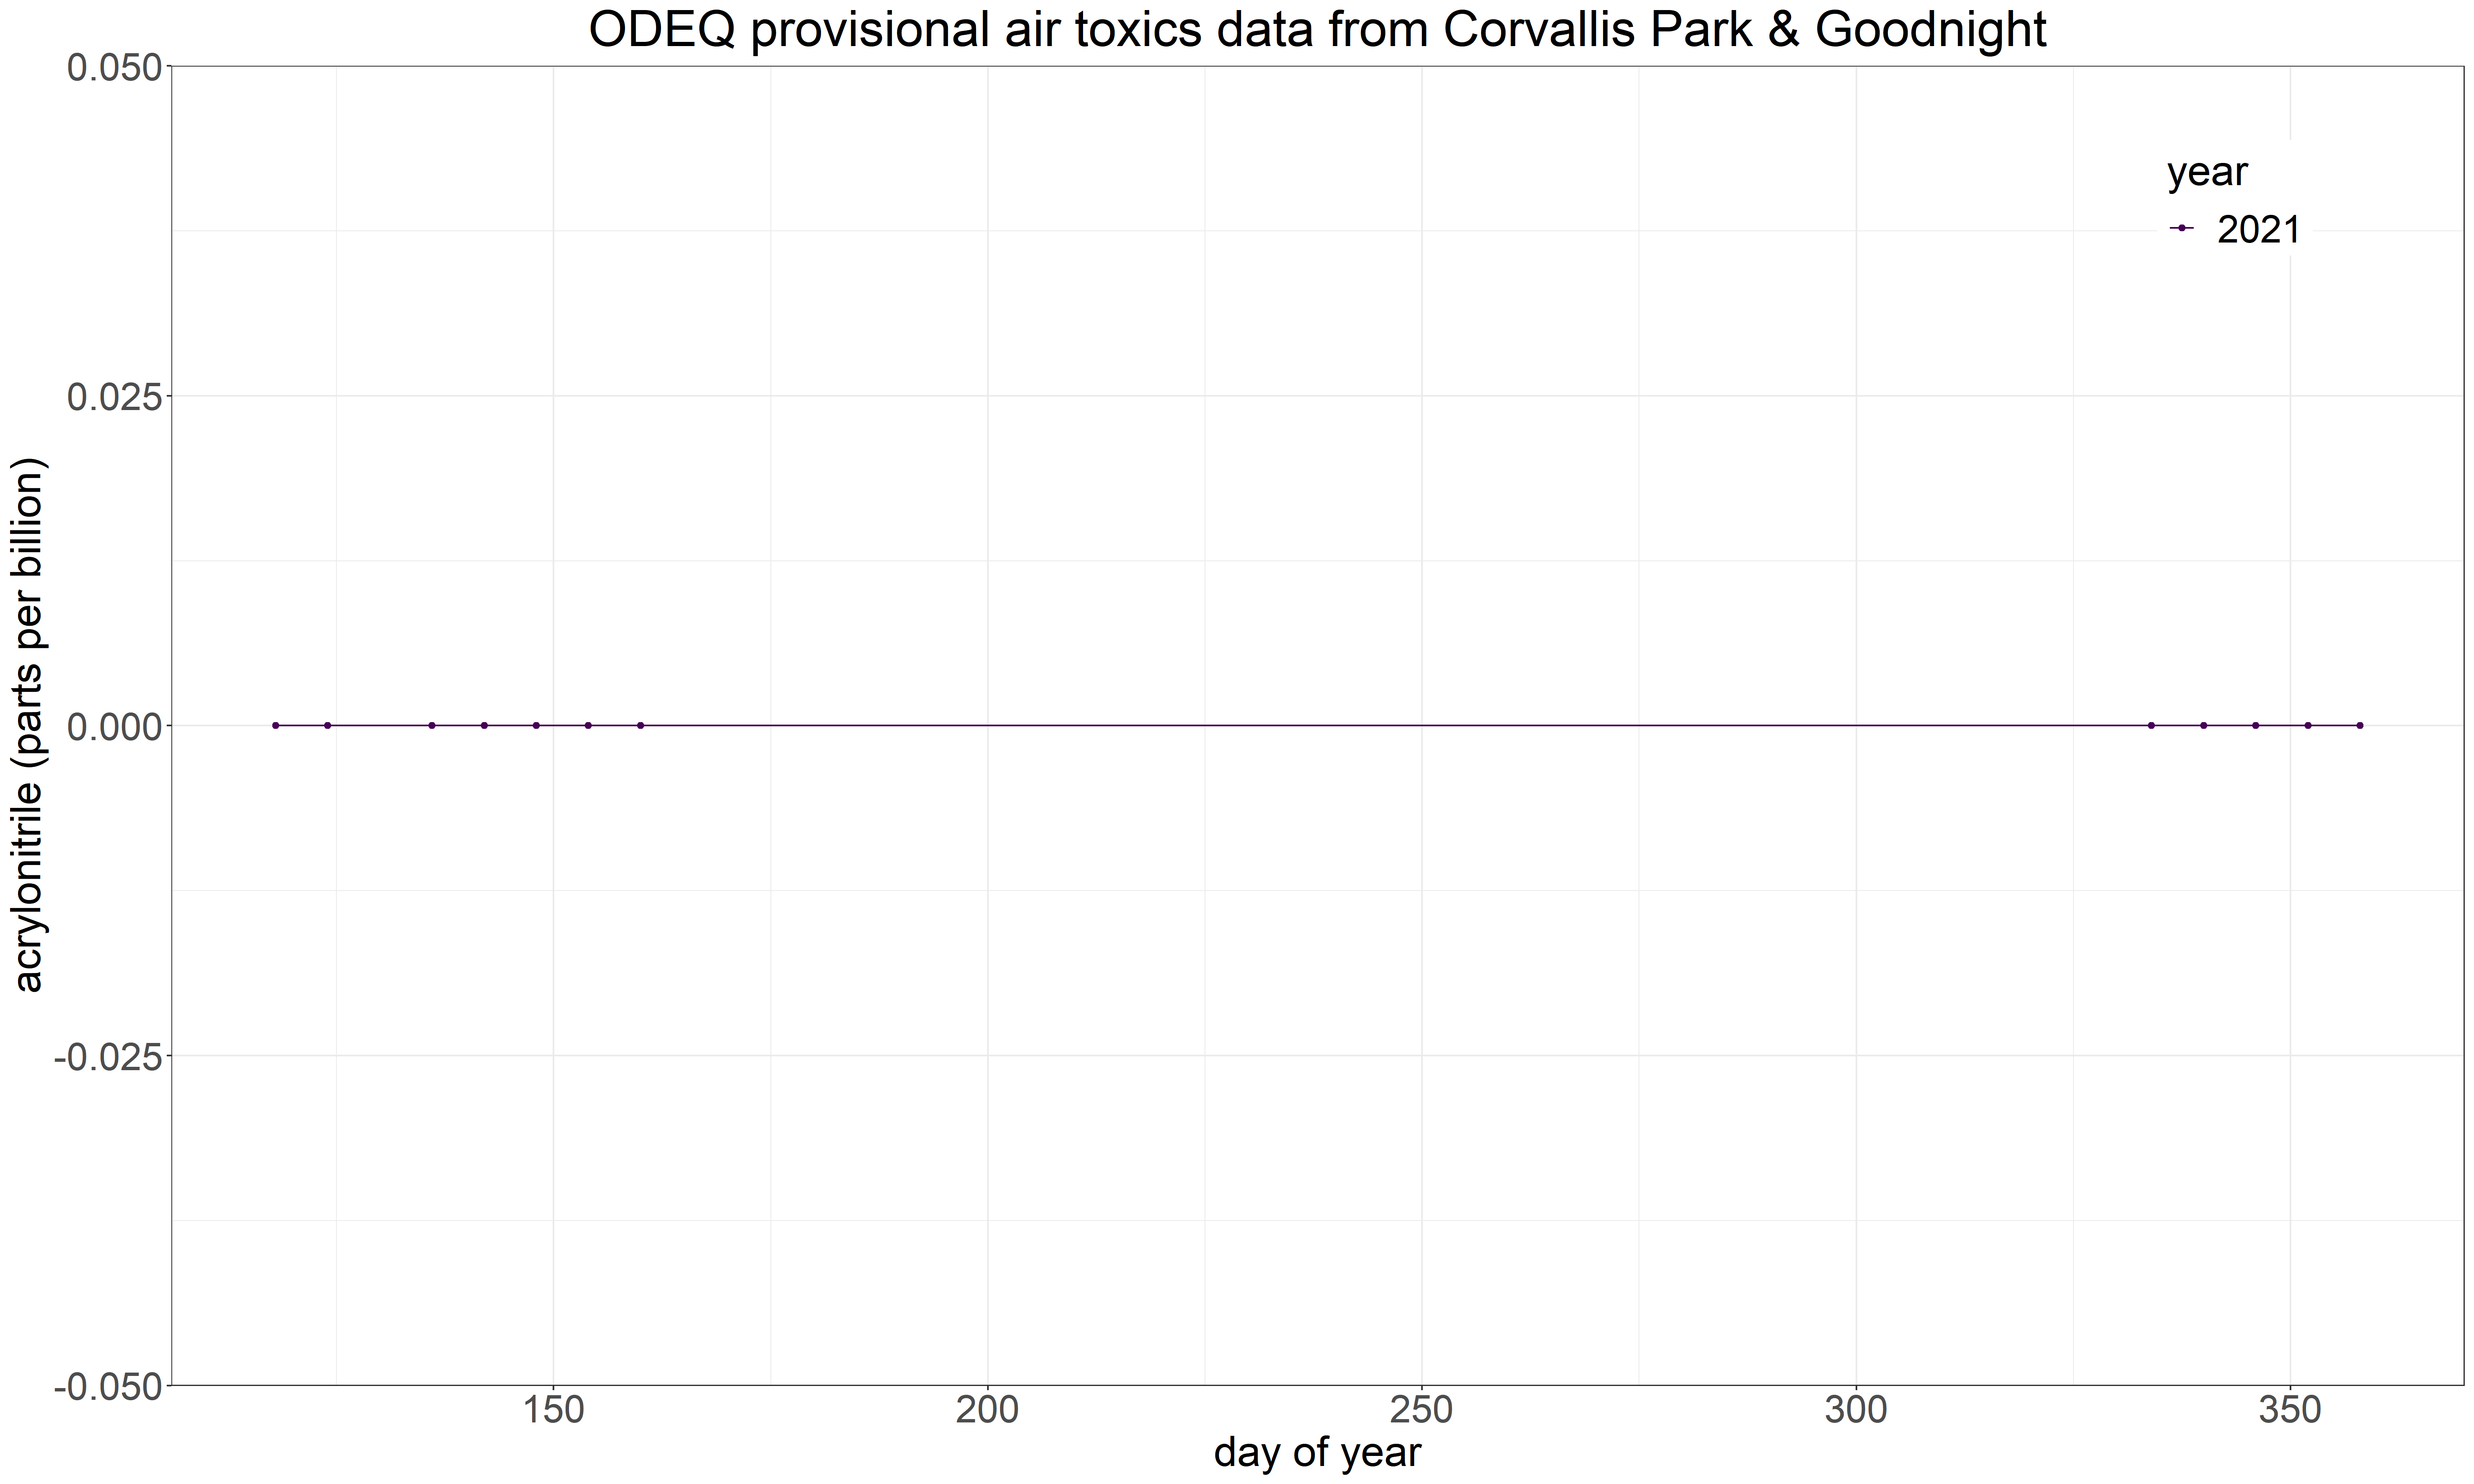 ODEQ provisional air toxics data from Corvallis Park & Goodnight
0.050
0.025
0.000
-0.025
-0.050
acrylonitrile (parts per billion)
year
2021
150
200
250
300
350
day of year